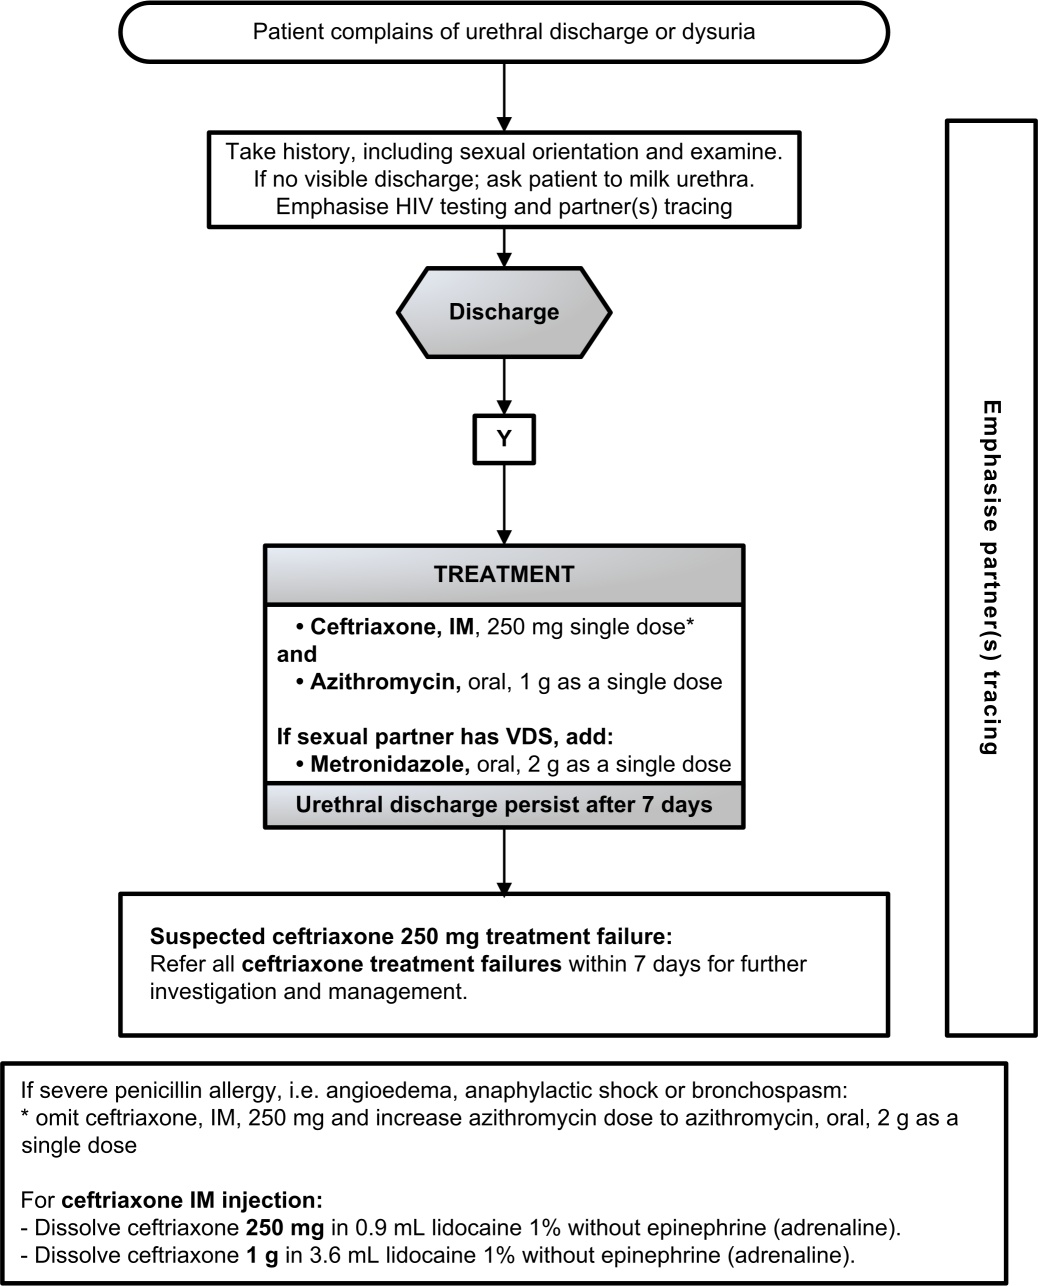 Patient complains of urethral discharge or dysuria
Take history, including sexual orientation and examine.
If no visible discharge; ask patient to milk urethra.
Emphasise HIV testing and partner(s) tracing
Discharge
Y
TREATMENT
• Ceftriaxone, IM, 250 mg single dose*
and
• Azithromycin, oral, 1 g as a single dose
If sexual partner has VDS, add:
• Metronidazole, oral, 2 g as a single dose
Urethral discharge persist after 7 days
Suspected ceftriaxone 250 mg treatment failure:
Refer all ceftriaxone treatment failures within 7 days for further
investigation and management.
Emphasise partner(s) tracing
If severe penicillin allergy, i.e. angioedema, anaphylactic shock or bronchospasm:
* omit ceftriaxone, IM, 250 mg and increase azithromycin dose to azithromycin, oral, 2 g as a
single dose
For ceftriaxone IM injection:
- Dissolve ceftriaxone 250 mg in 0.9 mL lidocaine 1% without epinephrine (adrenaline).
- Dissolve ceftriaxone 1 g in 3.6 mL lidocaine 1% without epinephrine (adrenaline).